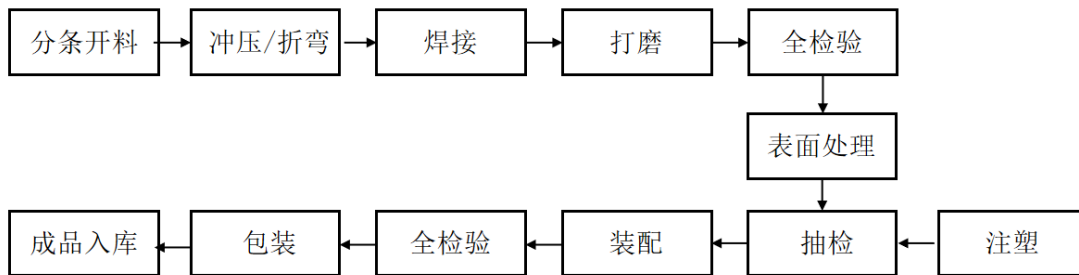 分条开料
冲压/折弯
焊接
打磨
全检验
表面处理
成品入库
包装
全检验
装配
抽检
注塑